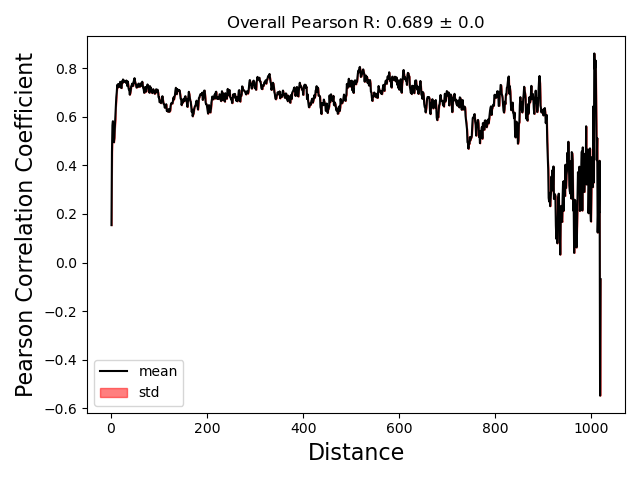 Overall Pearson R: 0.689 ± 0.0
Pearson Correlation Coefficient
0.8
0.6
0.4
0.2
0.0
−0.2
−0.4
−0.6
mean
std
0 200 400 600 800 1000
Distance